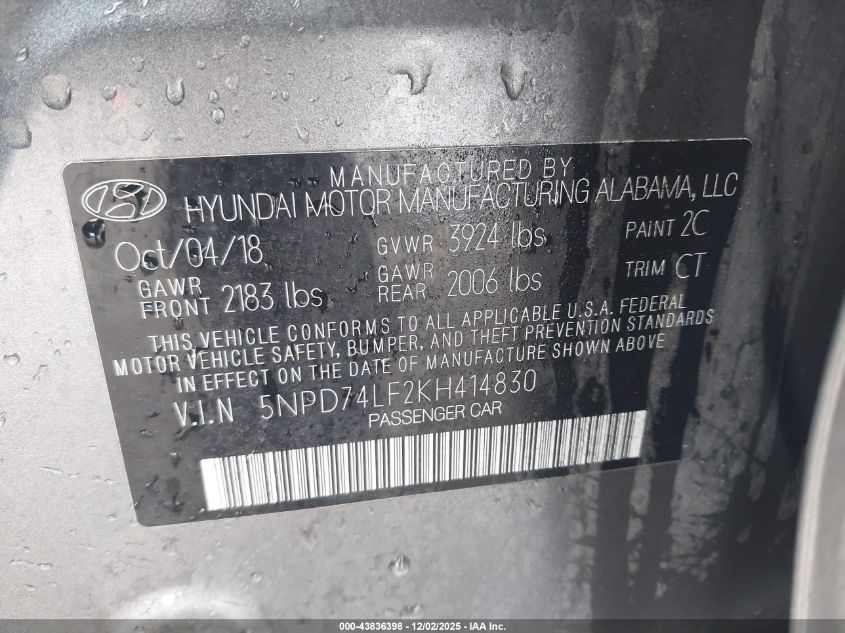 MANUFACTURED BY
HYUNDAI MOTOR MANUFACTURING ALABAMA, LLC
Oct/04/18 GVWR 3924 lbs PAINT 2C
GAWR FRONT 2183 lbs GAWR REAR 2006 lbs TRIM CT
THIS VEHICLE CONFORMS TO ALL APPLICABLE U.S.A. FEDERAL
MOTOR VEHICLE SAFETY, BUMPER, AND THEFT PREVENTION STANDARDS
IN EFFECT ON THE DATE OF MANUFACTURE SHOWN ABOVE
V.I.N 5NPD74LF2KH414830
PASSENGER CAR
000-43836398 - 12/02/2025 - IAA Inc.